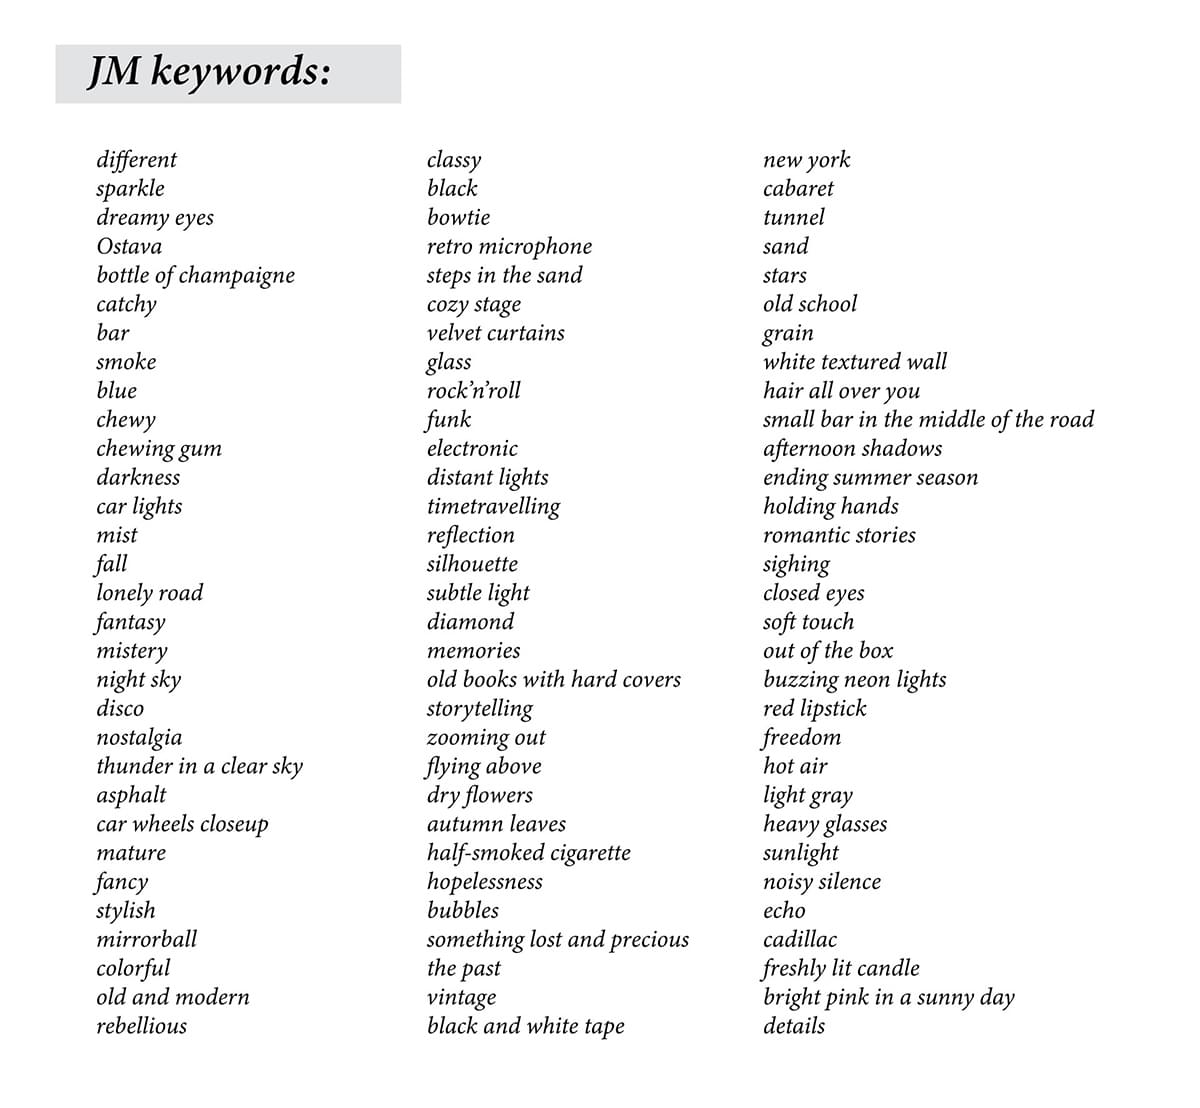 JM keywords:
different
sparkle
dreamy eyes
Ostava
bottle of champaigne
catchy
bar
smoke
blue
chewy
chewing gum
darkness
car lights
mist
fall
lonely road
fantasy
mistery
night sky
disco
nostalgia
thunder in a clear sky
asphalt
car wheels closeup
mature
fancy
stylish
mirrorball
colorful
old and modern
rebellious
classy
black
bowtie
retro microphone
steps in the sand
cozy stage
velvet curtains
glass
rock’n’roll
funk
electronic
distant lights
timetravelling
reflection
silhouette
subtle light
diamond
memories
old books with hard covers
storytelling
zooming out
flying above
dry flowers
autumn leaves
half-smoked cigarette
hopelessness
bubbles
something lost and precious
the past
vintage
black and white tape
new york
cabaret
tunnel
sand
stars
old school
grain
white textured wall
hair all over you
small bar in the middle of the road
afternoon shadows
ending summer season
holding hands
romantic stories
sighing
closed eyes
soft touch
out of the box
buzzing neon lights
red lipstick
freedom
hot air
light gray
heavy glasses
sunlight
noisy silence
echo
cadillac
freshly lit candle
bright pink in a sunny day
details